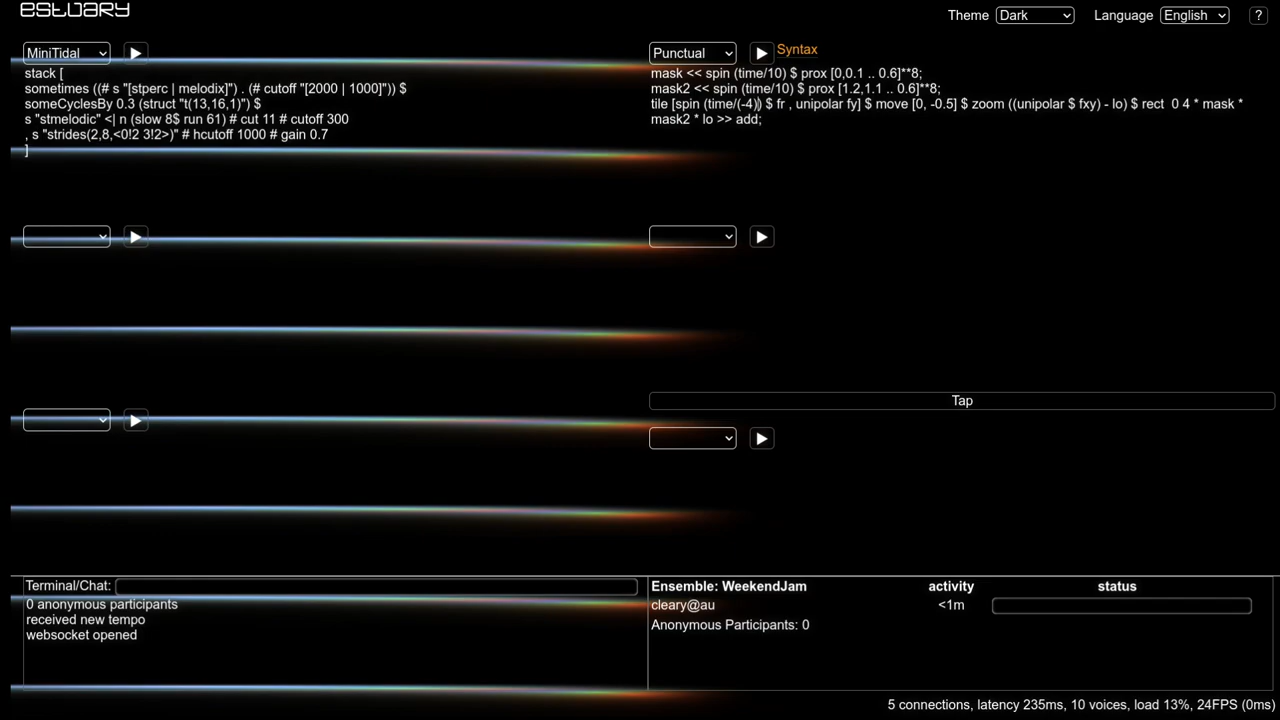 estuary
Theme Dark Language English ?
MiniTidal
stack [
sometimes ((# s "[stperc | melodix]") . (# cutoff "[2000 | 1000]")) $
someCyclesBy 0.3 (struct "t(13,16,1)") $
s "stmelodic" <| n (slow 8$ run 61) # cut 11 # cutoff 300
, s "strides(2,8,<0!2 3!2>)" # hcutoff 1000 # gain 0.7
]
Punctual Syntax
mask << spin (time/10) $ prox [0,0.1 .. 0.6]**8;
mask2 << spin (time/10) $ prox [1.2,1.1 .. 0.6]**8;
tile [spin (time/(-4)) $ fr , unipolar fy] $ move [0, -0.5] $ zoom ((unipolar $ fxy) - lo) $ rect  0 4 * mask *
mask2 * lo >> add;
Tap
Terminal/Chat:
0 anonymous participants
received new tempo
websocket opened
Ensemble: WeekendJam activity status
cleary@au <1m
Anonymous Participants: 0
5 connections, latency 235ms, 10 voices, load 13%, 24FPS (0ms)